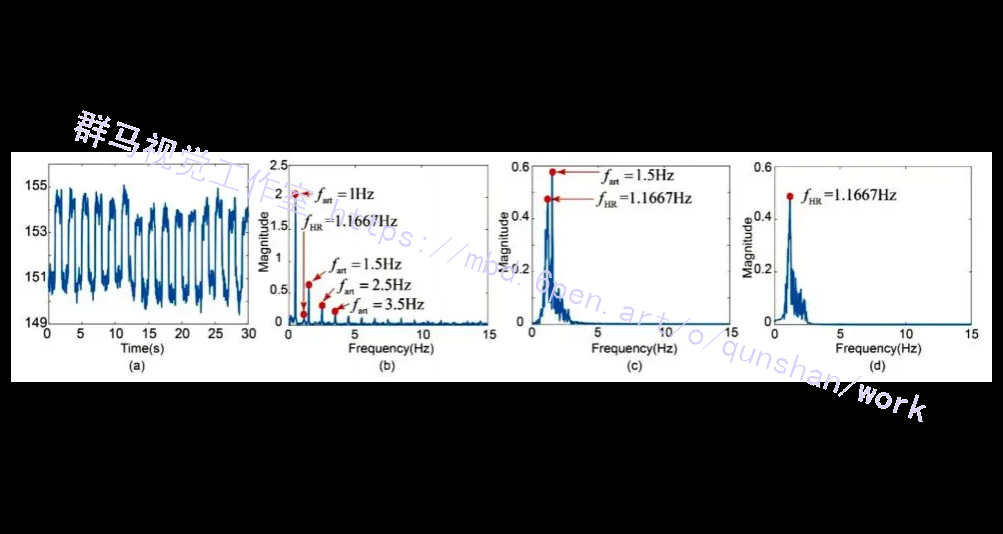 群马视觉工作室 https://mbd.6pen.art/o/qunshan/work
155
153
151
149
0
5
10
15
20
25
30
Time(s)
(a)
2.5
2
1.5
1
0.5
0
Magnitude
f_art =1Hz
f_HR =1.1667Hz
f_art =1.5Hz
f_art = 2.5Hz
f_art = 3.5Hz
0
5
10
15
Frequency(Hz)
(b)
0.6
0.4
0.2
0
Magnitude
f_art =1.5Hz
f_HR =1.1667Hz
0
5
10
15
Frequency(Hz)
(c)
0.6
0.4
0.2
0
Magnitude
f_HR =1.1667Hz
0
5
10
15
Frequency(Hz)
(d)